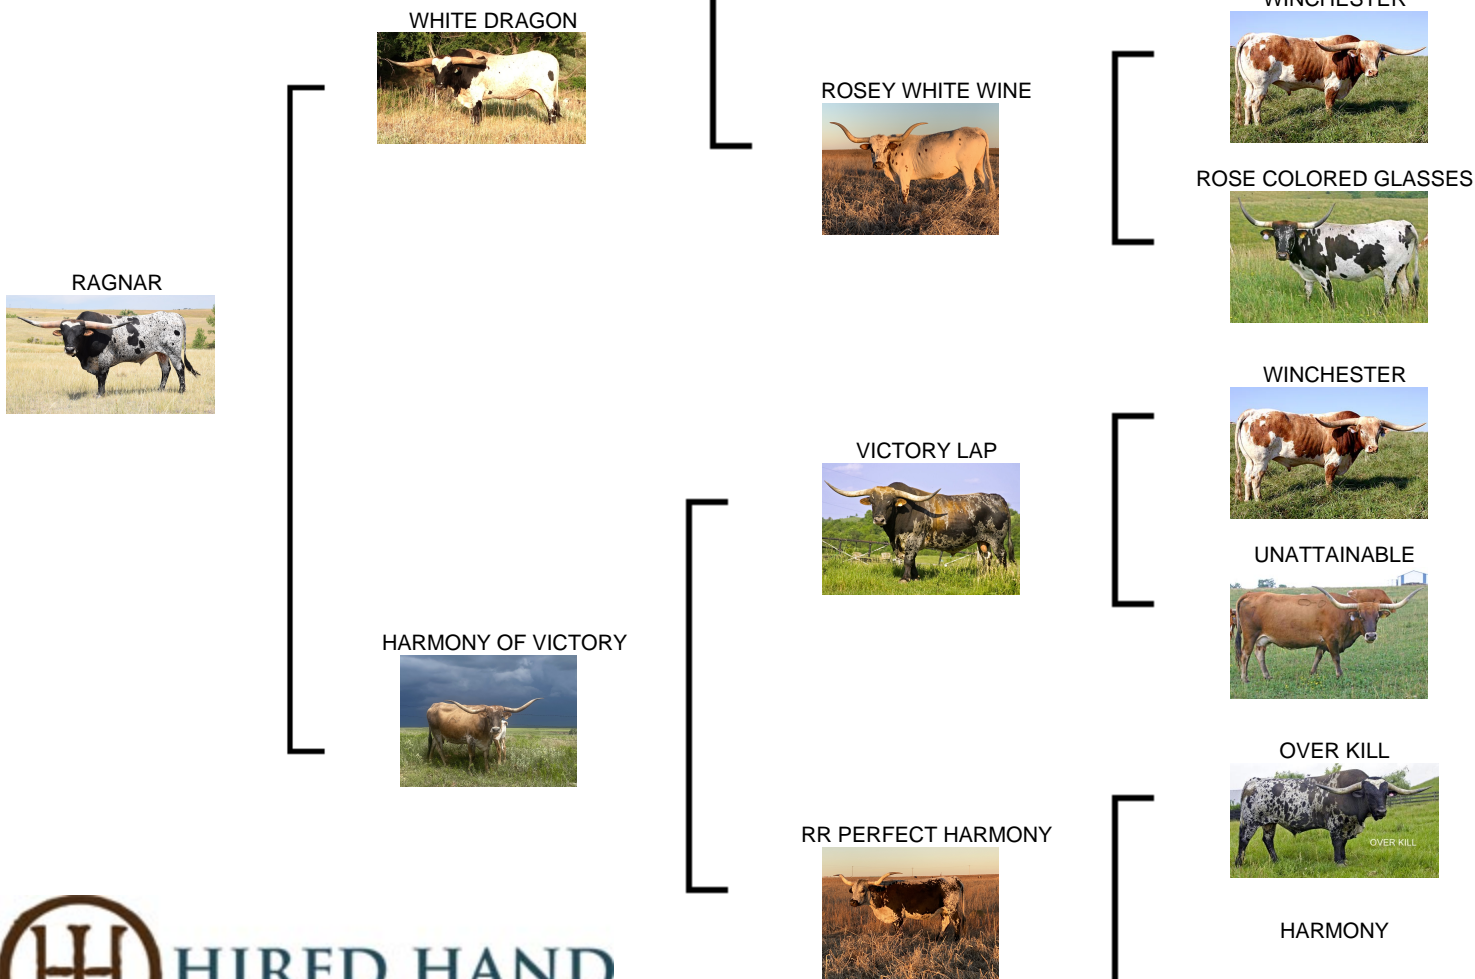 WINCHESTER
WHITE DRAGON
ROSEY WHITE WINE
ROSE COLORED GLASSES
RAGNAR
WINCHESTER
VICTORY LAP
UNATTAINABLE
HARMONY OF VICTORY
OVER KILL
OVER KILL
RR PERFECT HARMONY
HARMONY
HIRED HAND